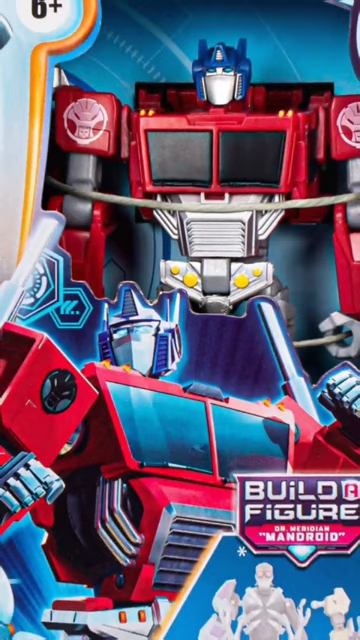 6+
BUILD A
FIGURE
DR. MERIDIAN
"MANDROID"
*